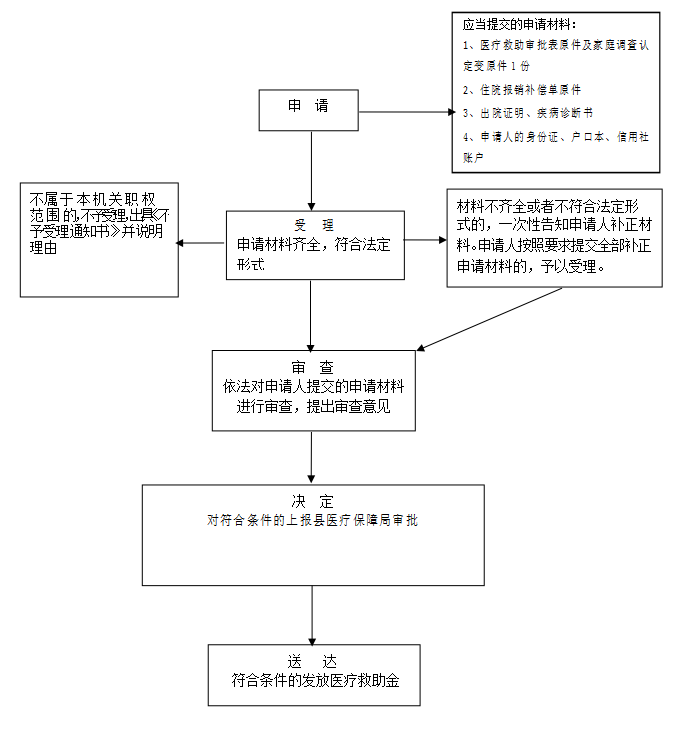 应当提交的申请材料：
1、医疗救助审批表原件及家庭调查认
定受原件1份
2、住院报销补偿单原件
3、出院证明、疾病诊断书
4、申请人的身份证、户口本、信用社
账户
申 请
不属于本机关职权
范围的，不予受理，出具《不
予受理通知书》并说明
理由
受 理
申请材料齐全，符合法定
形式
材料不齐全或者不符合法定形
式的，一次性告知申请人补正材
料。申请人按照要求提交全部补正
申请材料的，予以受理。
审 查
依法对申请人提交的申请材料
进行审查，提出审查意见
决 定
对符合条件的上报县医疗保障局审批
送 达
符合条件的发放医疗救助金